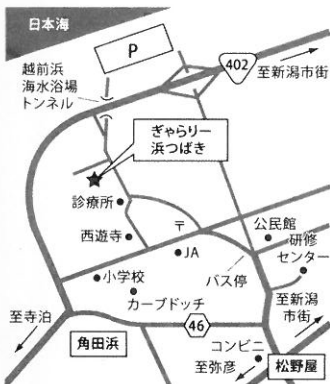 日本海
P
越前浜
海水浴場
トンネル
402
至新潟市街
ぎゃらりー
浜つばき
診療所
西遊寺
〒
JA
公民館
研修
センター
小学校
カーブドッチ
バス停
至寺泊
角田浜
46
至新潟
市街
コンビニ
至弥彦
松野屋